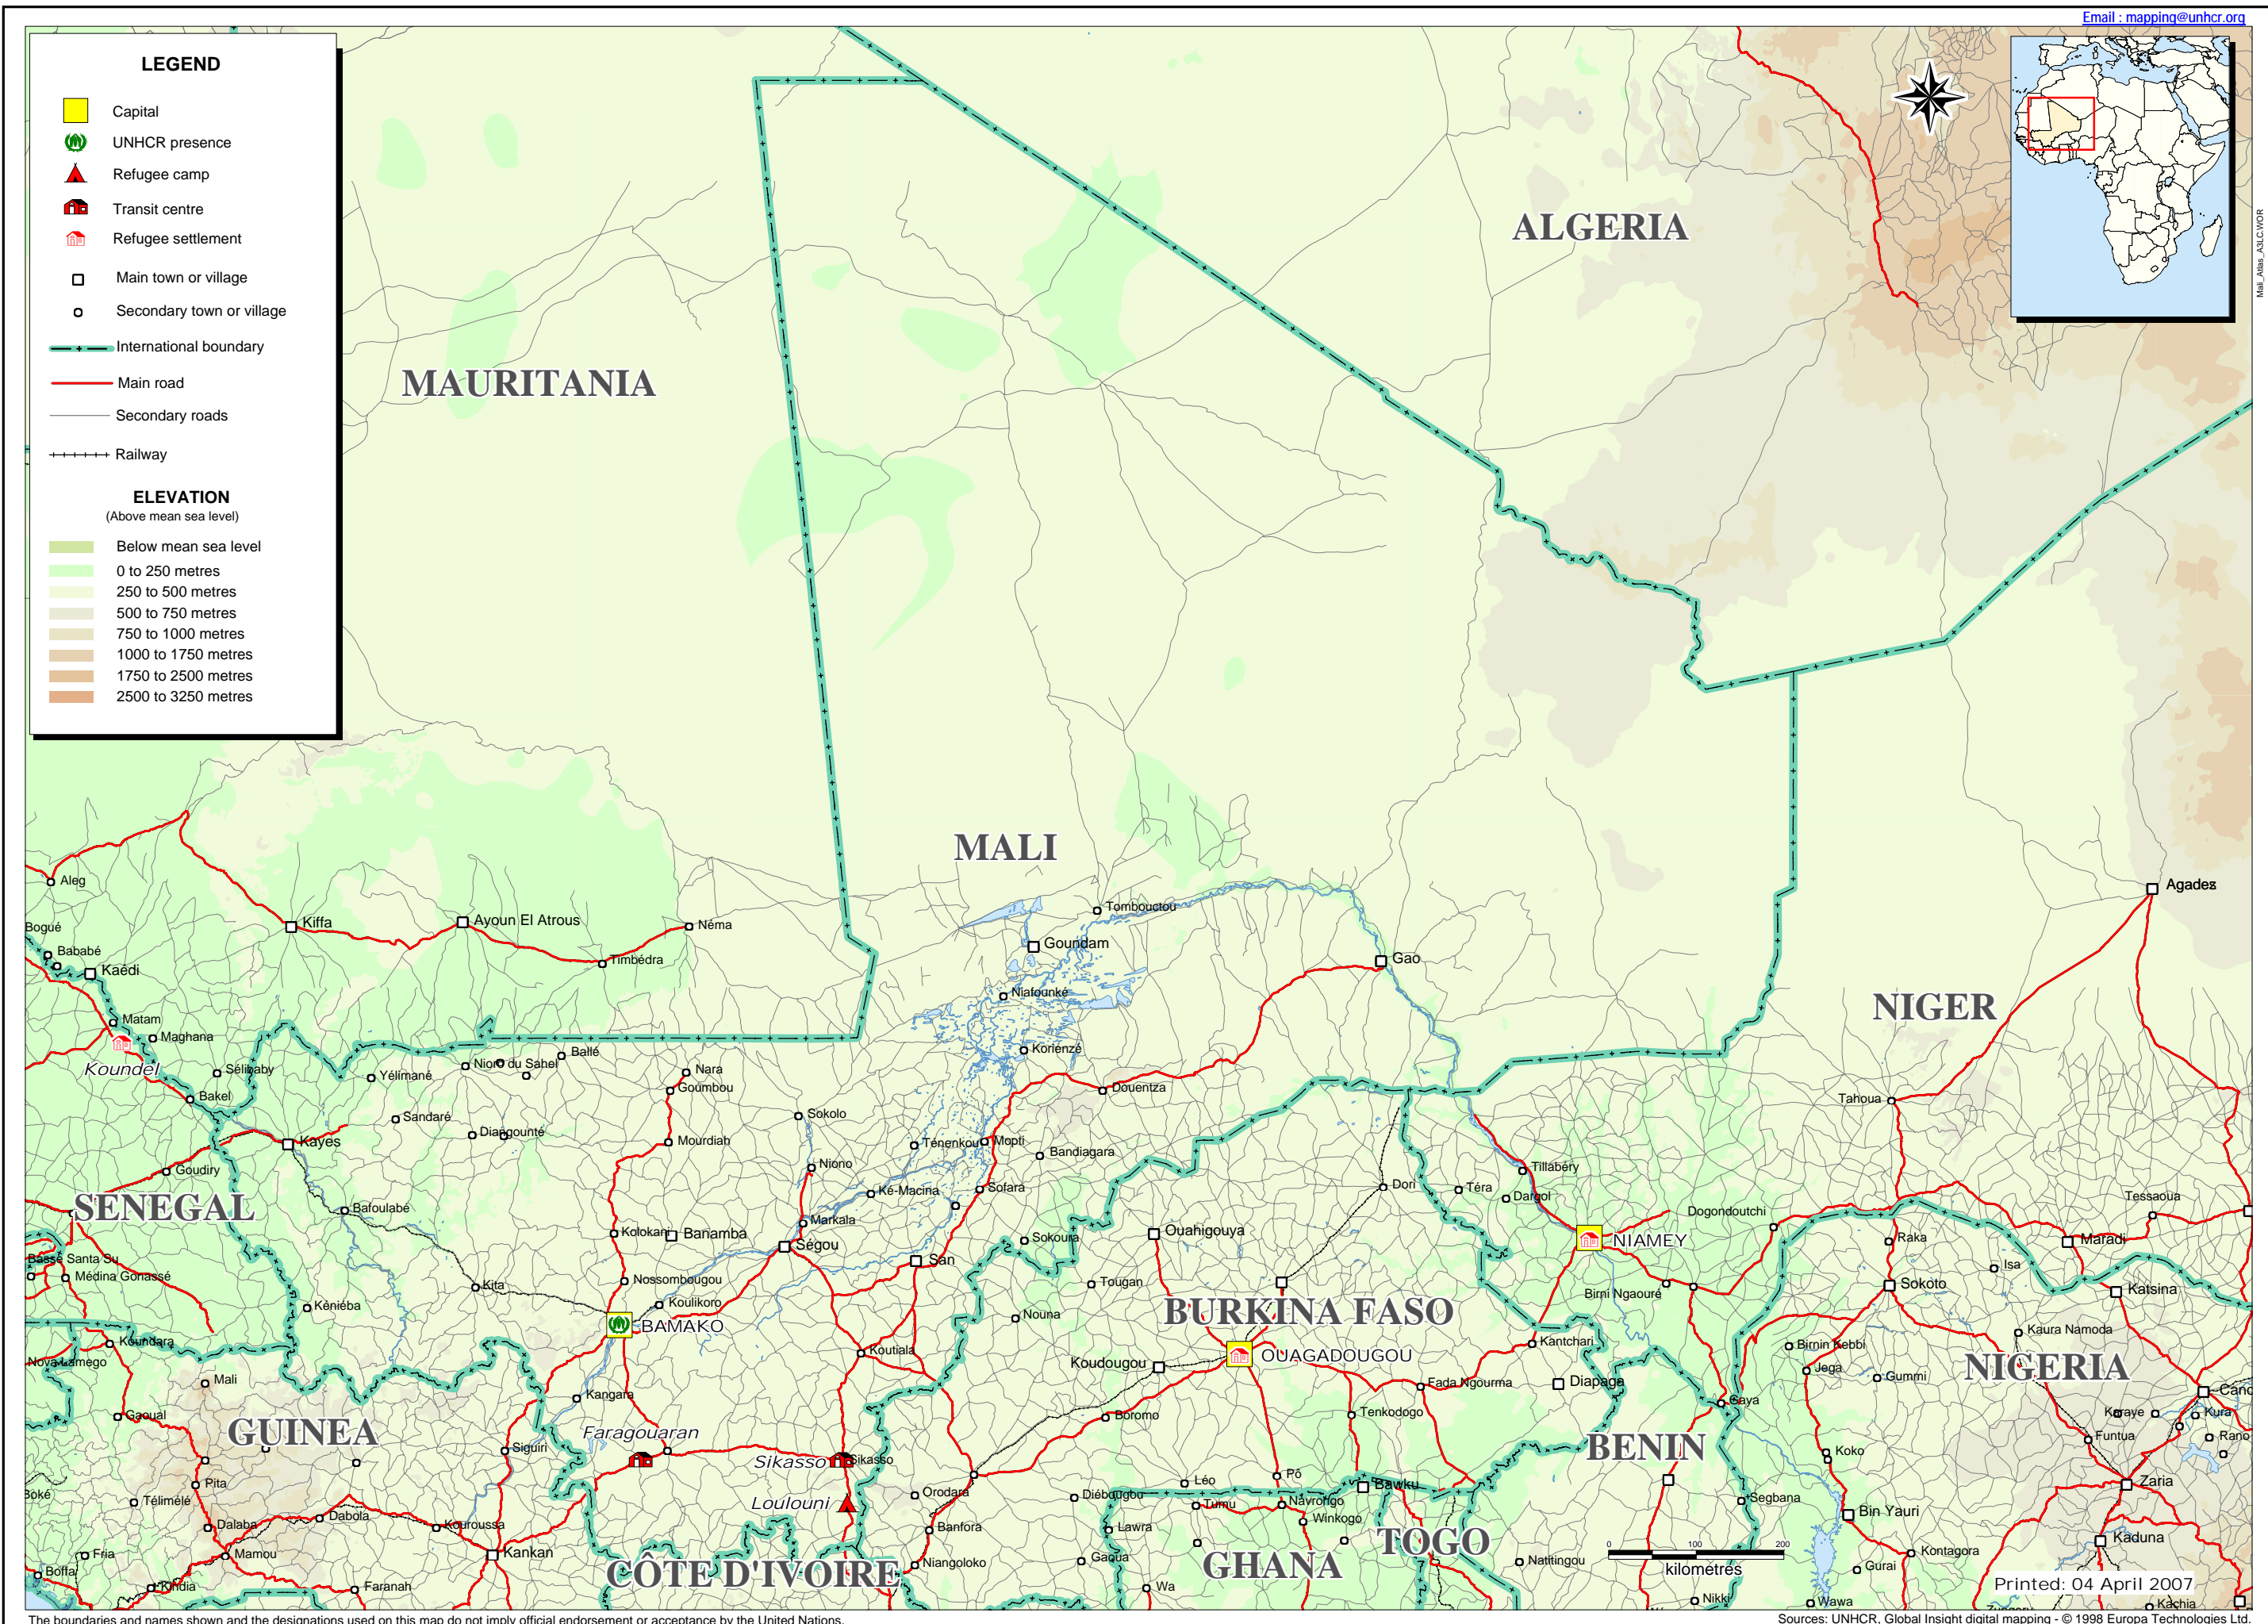 Email : mapping@unhcr.org
LEGEND
Capital
UNHCR presence
Refugee camp
Transit centre
Refugee settlement
Main town or village
Secondary town or village
International boundary
Main road
Secondary roads
Railway
ELEVATION
(Above mean sea level)
Below mean sea level
0 to 250 metres
250 to 500 metres
500 to 750 metres
750 to 1000 metres
1000 to 1750 metres
1750 to 2500 metres
2500 to 3250 metres
Mali_Atlas_A3LC.WOR
ALGERIA
MAURITANIA
MALI
Aleg
Agadez
Tombouctou
Kiffa
Ayoun El Atrous
Néma
Bogué
Goundam
Bababé
Timbédra
Gao
Kaédi
Niafounké
NIGER
Matam
Maghana
Korienzé
Koundel
Sélibaby
Nioro du Sahel
Ballé
Yélimané
Nara
Goumbou
Douentza
Bakel
Tahoua
Sandaré
Sokolo
Diangounté
Kayes
Mourdiah
Ténenkou
Mopti
Bandiagara
Goudiry
Niono
Tillabéry
Ké-Macina
Sofara
Dori
Téra
Dargol
Tessaoua
SENEGAL
Bafoulabé
Markala
Dogondoutchi
Kolokani
Banamba
Ségou
Sokoura
Ouahigouya
NIAMEY
Raka
Maradi
Basse Santa Su
San
Isa
Médina Gonassé
Kita
Nossombougou
Tougan
Birni Ngaouré
Sokoto
Katsina
Kéniéba
Koulikoro
Nouna
BURKINA FASO
BAMAKO
Kaura Namoda
Koundara
Koutiala
Kantchari
Birnin Kebbi
Nova Lamego
Koudougou
OUAGADOUGOU
NIGERIA
Jega
Gummi
Mali
Kangara
Fada Ngourma
Diapaga
Gaya
Gaoual
Boromo
Tenkodogo
Karaye
Kura
GUINEA
Faragouaran
Funtua
Rano
Siguiri
BENIN
Koko
Sikasso
Sikasso
Pita
Léo
Pô
Zaria
Boké
Télimélé
Loulouni
Orodara
Diébougou
Tumu
Navrongo
Bawku
Segbana
Bin Yauri
Dalaba
Dabola
Kouroussa
Banfora
Lawra
Winkogo
TOGO
Kaduna
Fria
Mamou
Kankan
Niangoloko
Gaoua
GHANA
Natitingou
Kontagora
Gurai
Boffa
Kindia
Faranah
CÔTE D'IVOIRE
Wa
Nikki
Wawa
Kachia
0 100 200
kilometres
Printed: 04 April 2007
The boundaries and names shown and the designations used on this map do not imply official endorsement or acceptance by the United Nations.
Sources: UNHCR, Global Insight digital mapping - © 1998 Europa Technologies Ltd.